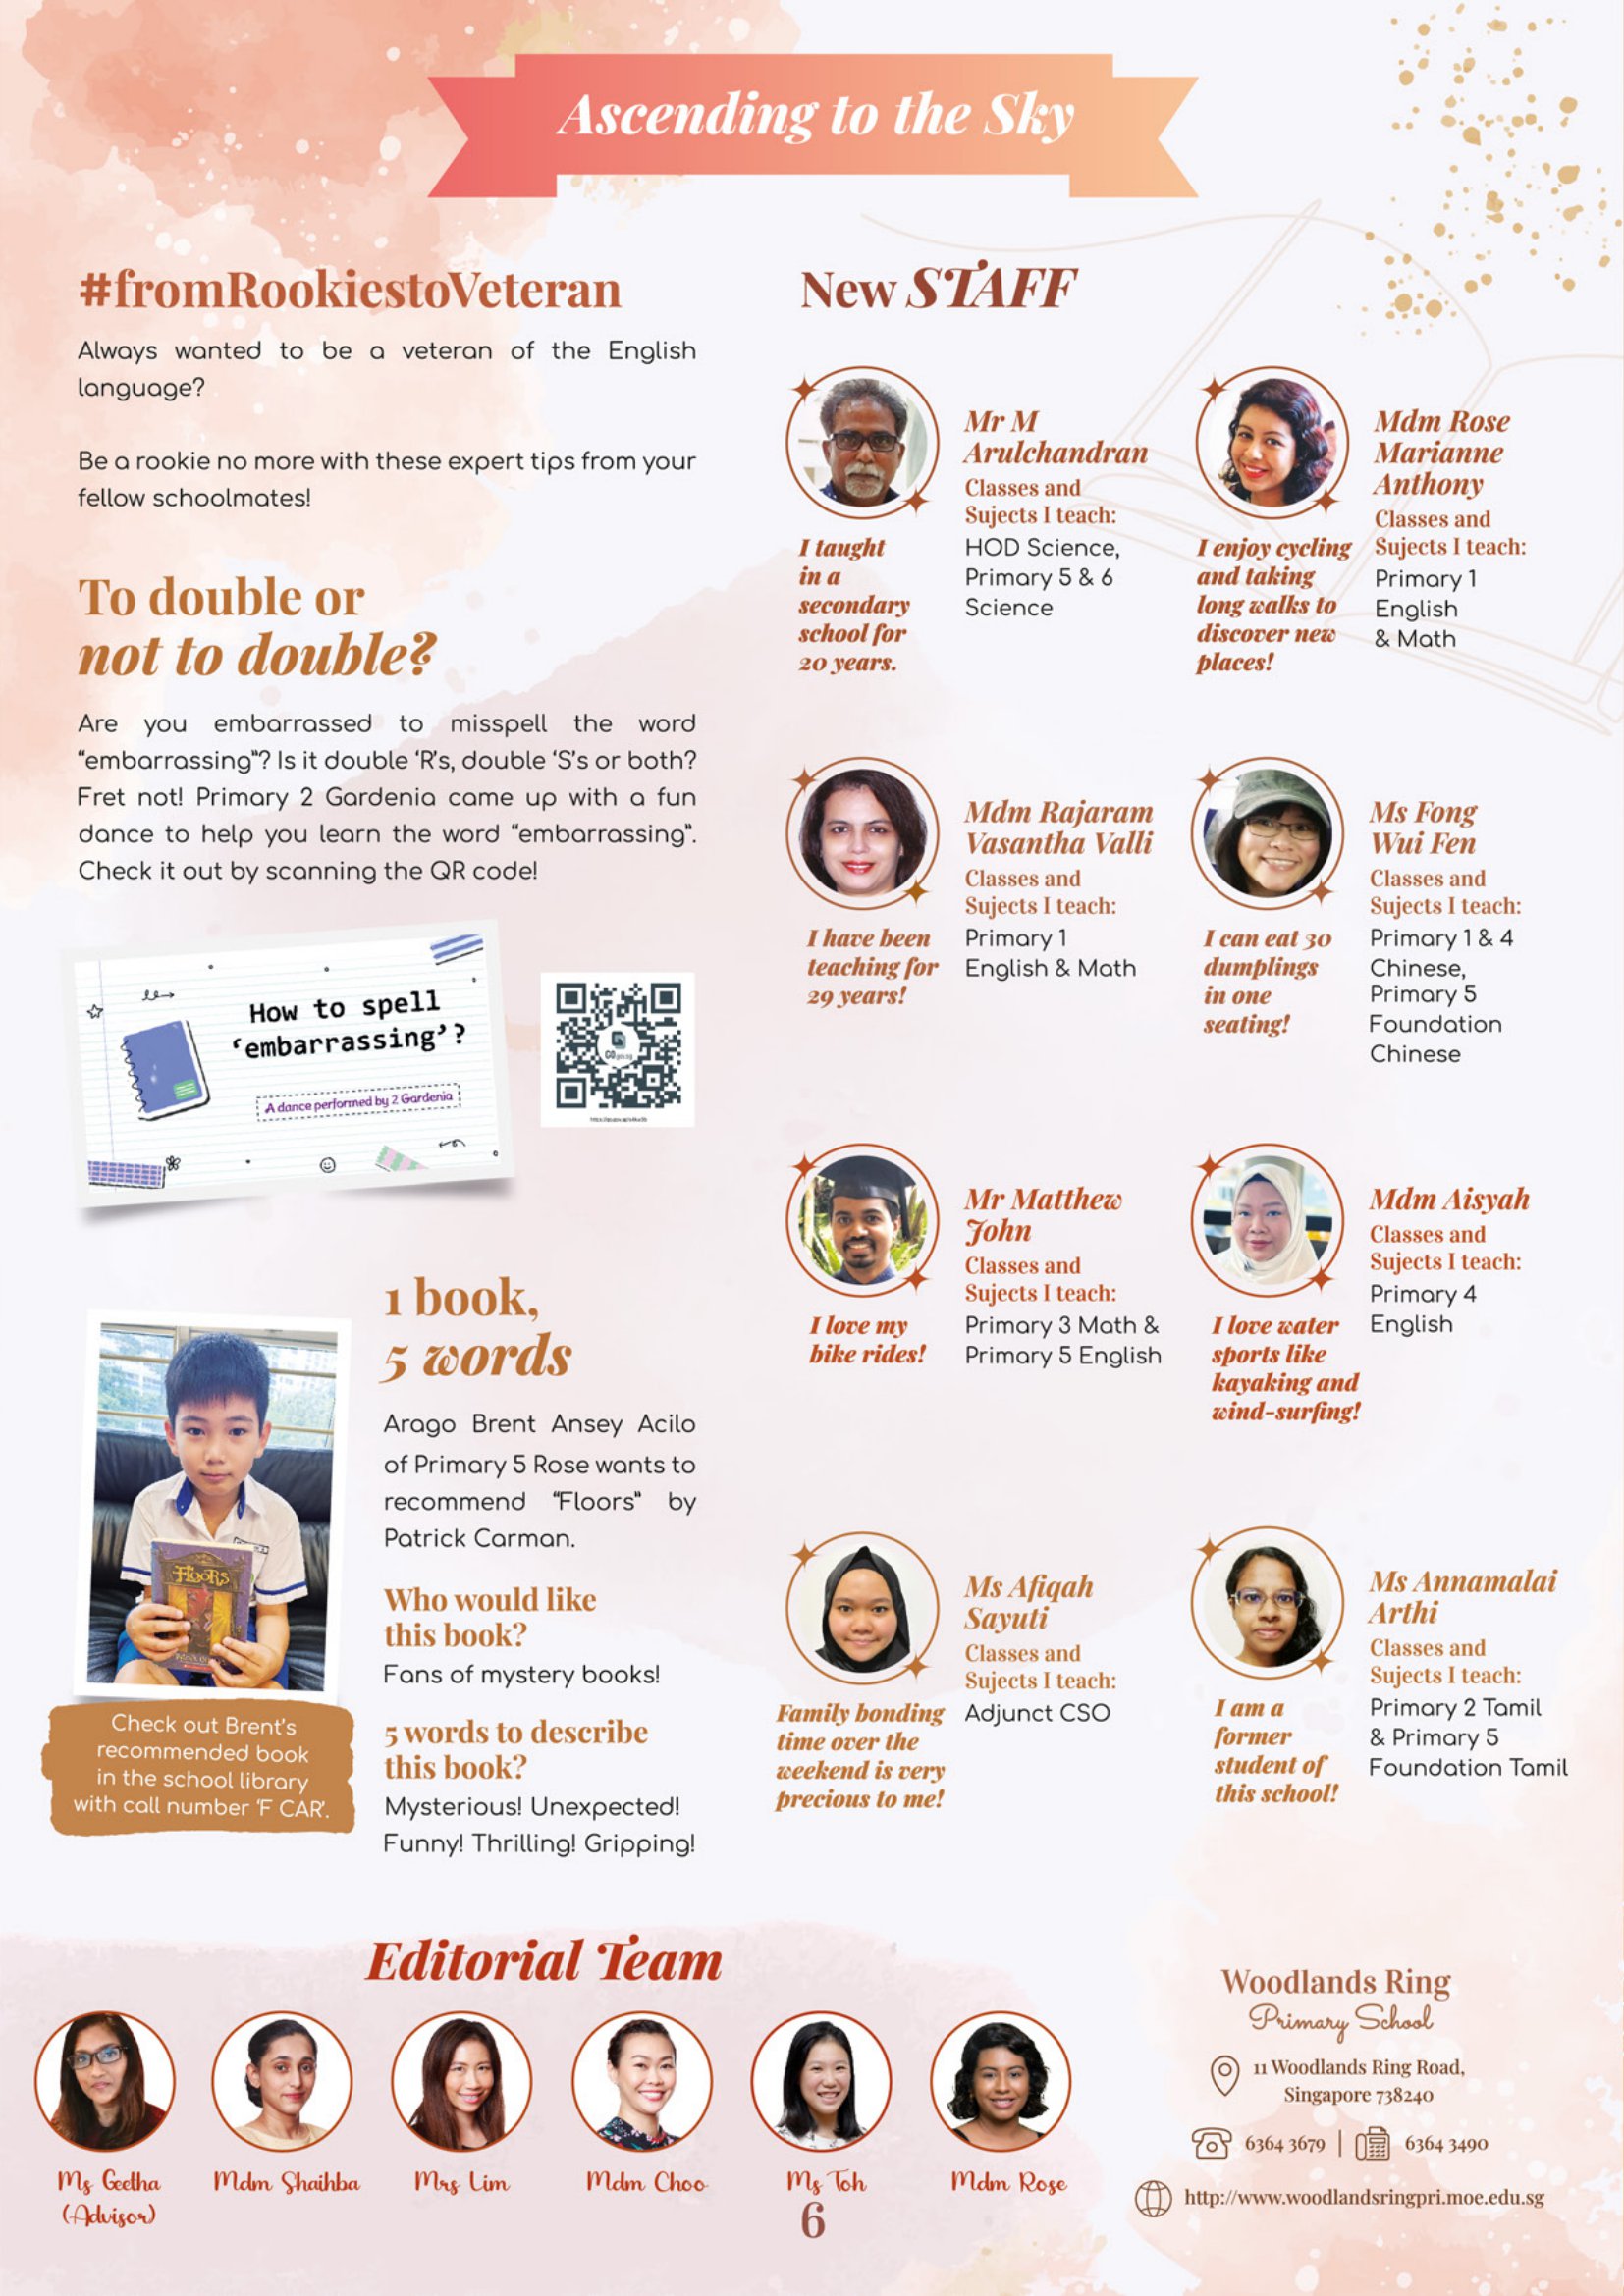 Ascending to the Sky
#fromRookiestoVeteran
Always wanted to be a veteran of the English
language?
Be a rookie no more with these expert tips from your
fellow schoolmates!
To double or
not to double?
Are you embarrassed to misspell the word
“embarrassing”? Is it double ‘R’s, double ‘S’s or both?
Fret not! Primary 2 Gardenia came up with a fun
dance to help you learn the word “embarrassing”.
Check it out by scanning the QR code!
How to spell
‘embarrassing’?
A dance performed by 2 Gardenia
GO.gov.sg
1 book,
5 words
Arago Brent Ansey Acilo
of Primary 5 Rose wants to
recommend “Floors” by
Patrick Carman.
Who would like
this book?
Fans of mystery books!
5 words to describe
this book?
Mysterious! Unexpected!
Funny! Thrilling! Gripping!
FLOORS
Check out Brent’s
recommended book
in the school library
with call number ‘F CAR’.
New STAFF
Mr M
Arulchandran
Classes and
Sujects I teach:
HOD Science,
Primary 5 & 6
Science
I taught
in a
secondary
school for
20 years.
Mdm Rose
Marianne
Anthony
Classes and
Sujects I teach:
Primary 1
English
& Math
I enjoy cycling
and taking
long walks to
discover new
places!
Mdm Rajaram
Vasantha Valli
Classes and
Sujects I teach:
Primary 1
English & Math
I have been
teaching for
29 years!
Ms Fong
Wui Fen
Classes and
Sujects I teach:
Primary 1 & 4
Chinese,
Primary 5
Foundation
Chinese
I can eat 30
dumplings
in one
seating!
Mr Matthew
John
Classes and
Sujects I teach:
Primary 3 Math &
Primary 5 English
I love my
bike rides!
Mdm Aisyah
Classes and
Sujects I teach:
Primary 4
English
I love water
sports like
kayaking and
wind-surfing!
Ms Afiqah
Sayuti
Classes and
Sujects I teach:
Adjunct CSO
Family bonding
time over the
weekend is very
precious to me!
Ms Annamalai
Arthi
Classes and
Sujects I teach:
Primary 2 Tamil
& Primary 5
Foundation Tamil
I am a
former
student of
this school!
Editorial Team
Ms Geetha
(Advisor)
Mdm Shaihba
Mrs Lim
Mdm Choo
Ms Toh
Mdm Rose
Woodlands Ring
Primary School
11 Woodlands Ring Road,
Singapore 738240
6364 3679 | 6364 3490
http://www.woodlandsringpri.moe.edu.sg
6